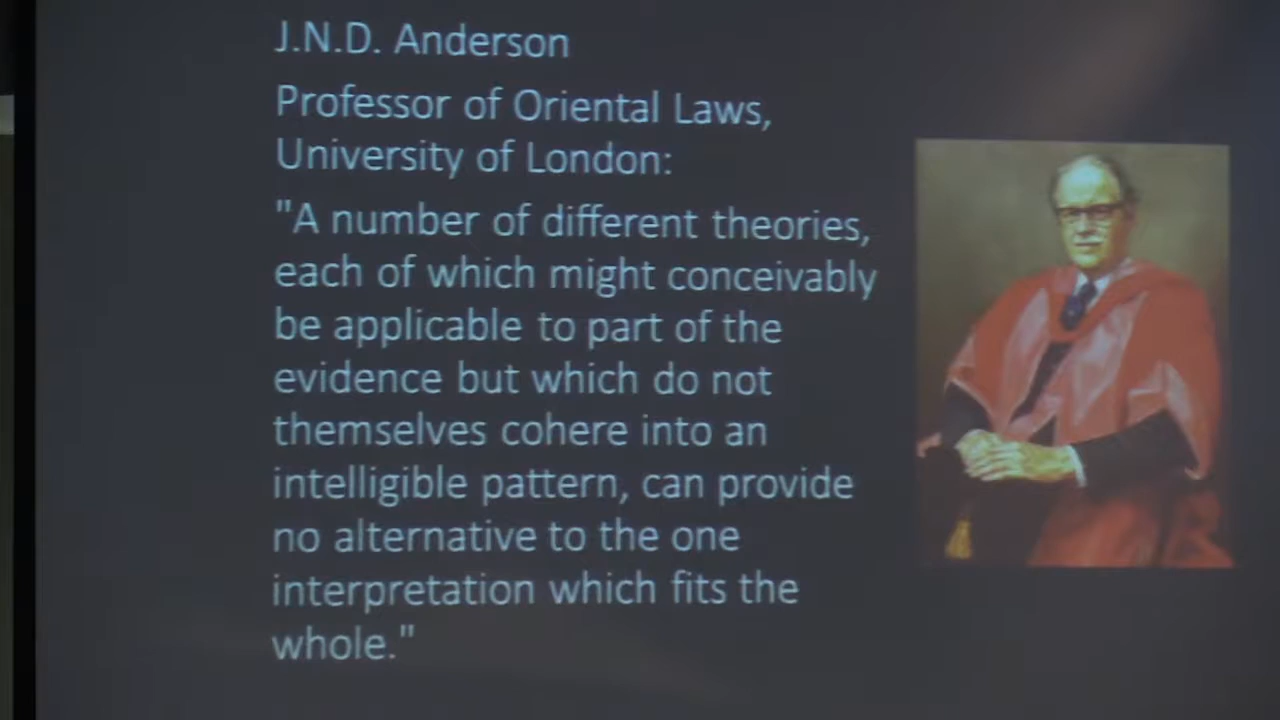 J.N.D. Anderson
Professor of Oriental Laws,
University of London:
"A number of different theories,
each of which might conceivably
be applicable to part of the
evidence but which do not
themselves cohere into an
intelligible pattern, can provide
no alternative to the one
interpretation which fits the
whole."